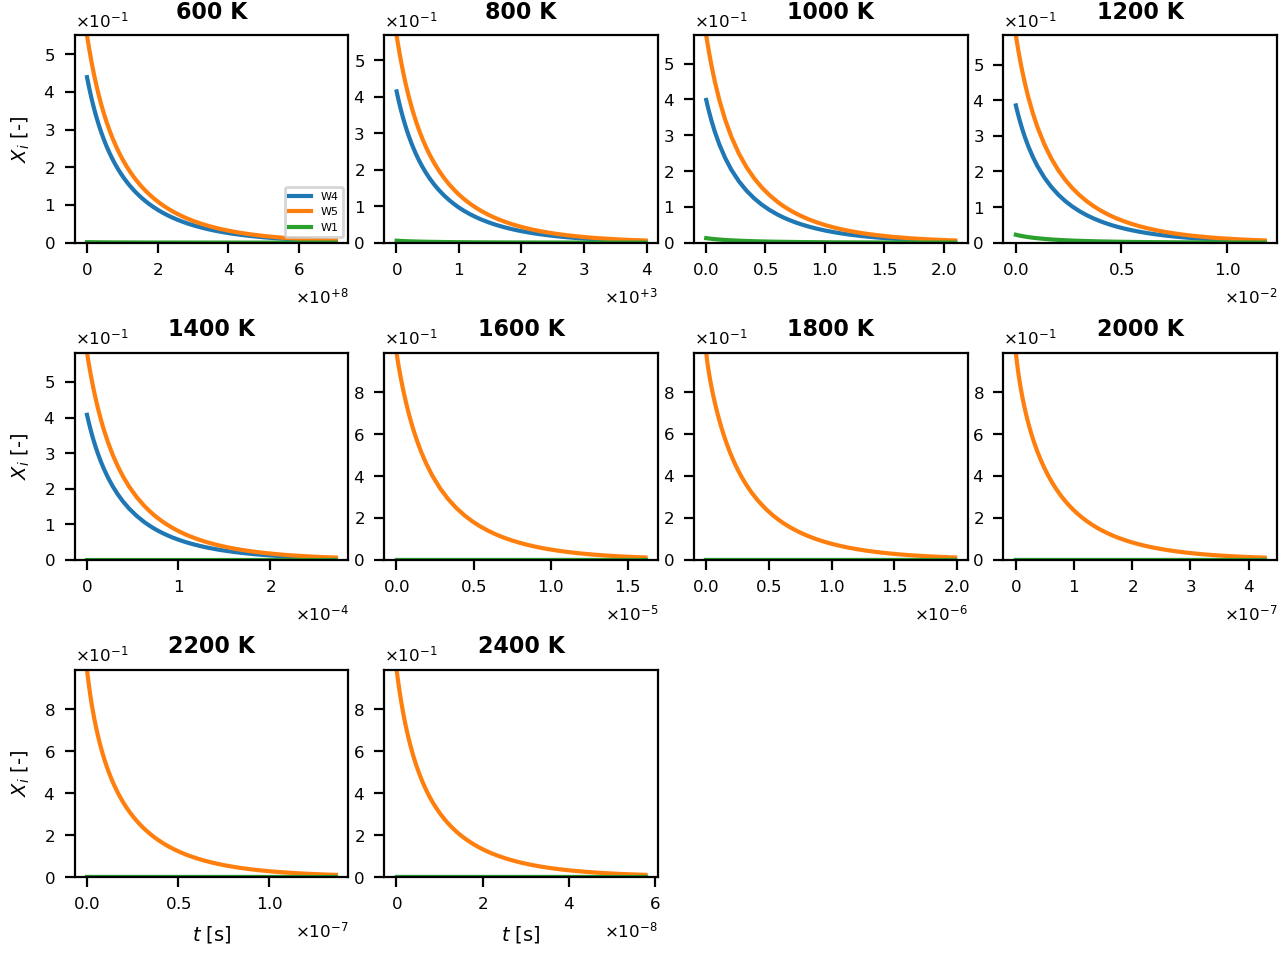 600 K 800 K 1000 K 1200 K
×10⁻¹ ×10⁻¹ ×10⁻¹ ×10⁻¹
5 5 5 5
4 4 4 4
3 3 3 3
2 2 2 2
1 1 1 1
0 0 0 0
X_i [-]
W4
W5
W1
0 2 4 6 0 1 2 3 4 0.0 0.5 1.0 1.5 2.0 0.0 0.5 1.0
×10⁺⁸ ×10⁺³ ×10⁻²
1400 K 1600 K 1800 K 2000 K
×10⁻¹ ×10⁻¹ ×10⁻¹ ×10⁻¹
5 8 8 8
4 6 6 6
3 4 4 4
2 2 2 2
1 0 0 0
0
X_i [-]
0 1 2 0.0 0.5 1.0 1.5 0.0 0.5 1.0 1.5 2.0 0 1 2 3 4
×10⁻⁴ ×10⁻⁵ ×10⁻⁶ ×10⁻⁷
2200 K 2400 K
×10⁻¹ ×10⁻¹
8 8
6 6
4 4
2 2
0 0
X_i [-]
0.0 0.5 1.0 0 2 4 6
t [s] ×10⁻⁷ t [s] ×10⁻⁸